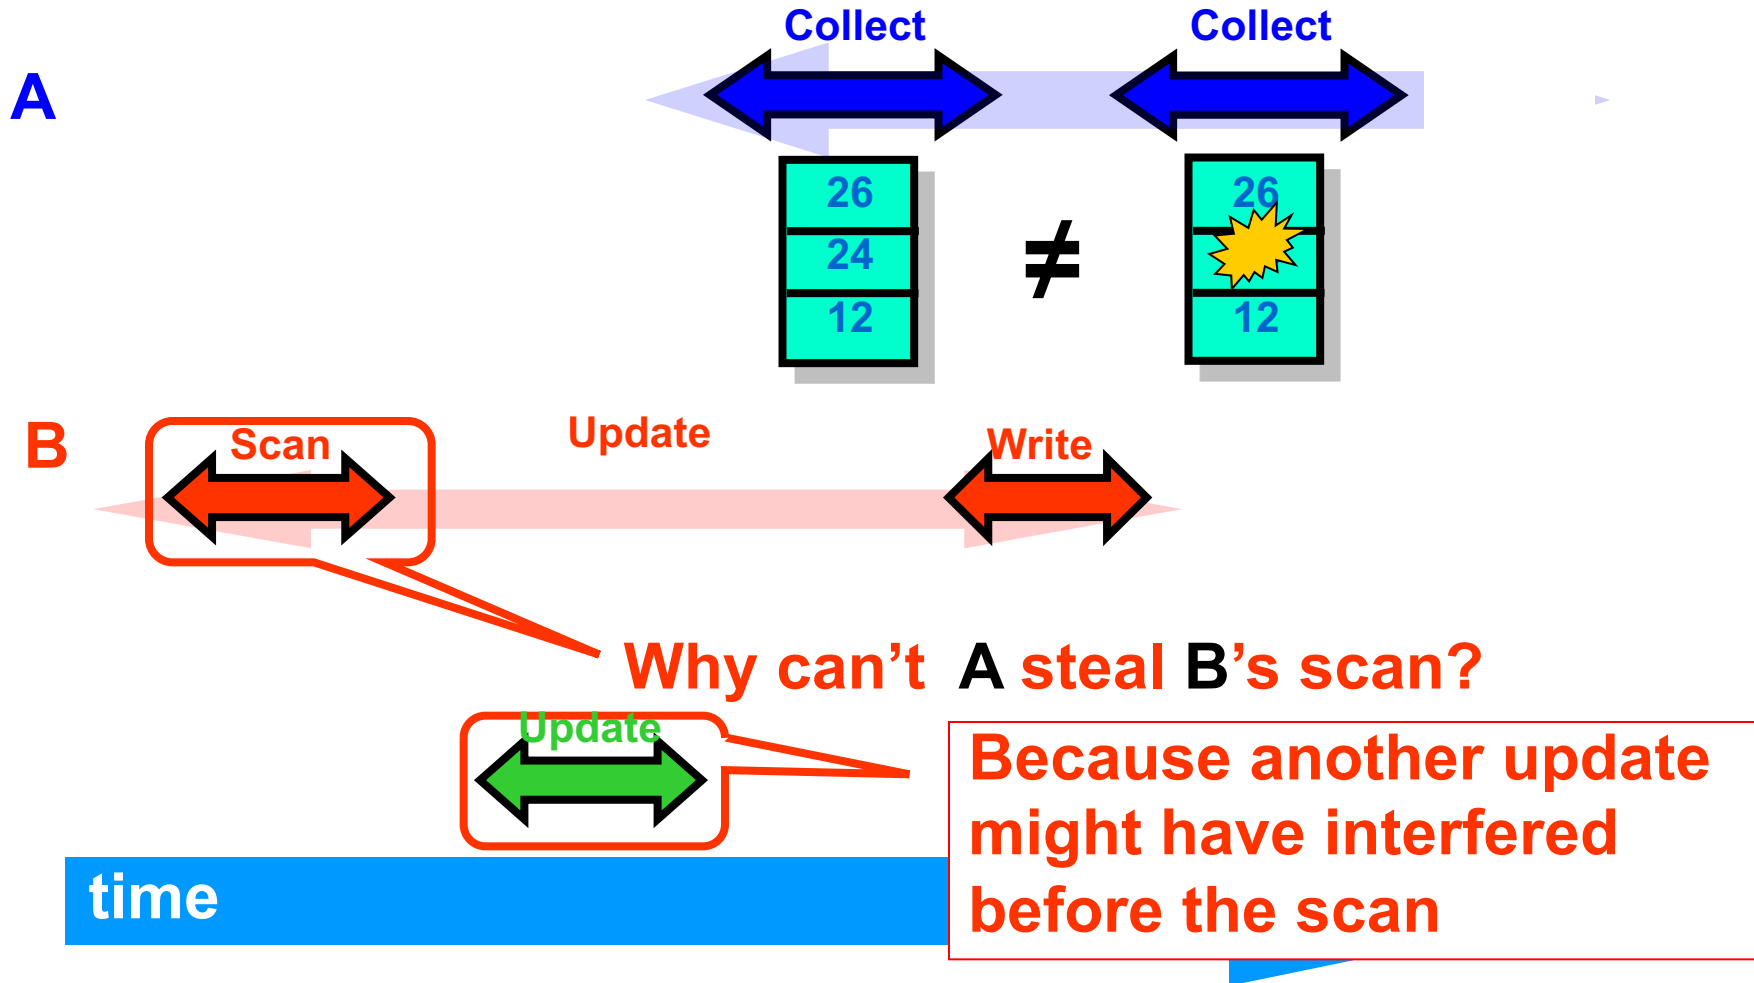 Collect
Collect
A
26
24
12
≠
26
12
B
Scan
Update
Write
Why can’t A steal B’s scan?
Update
Because another update
might have interfered
before the scan
time